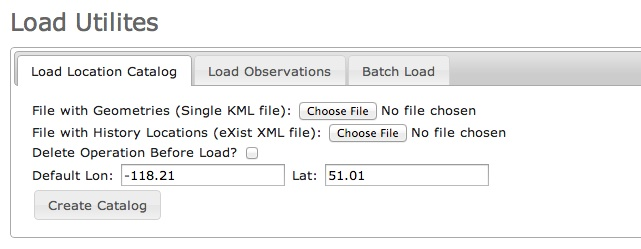 Load Utilites
Load Location Catalog Load Observations Batch Load
File with Geometries (Single KML file): Choose File No file chosen
File with History Locations (eXist XML file): Choose File No file chosen
Delete Operation Before Load?
Default Lon: -118.21 Lat: 51.01
Create Catalog